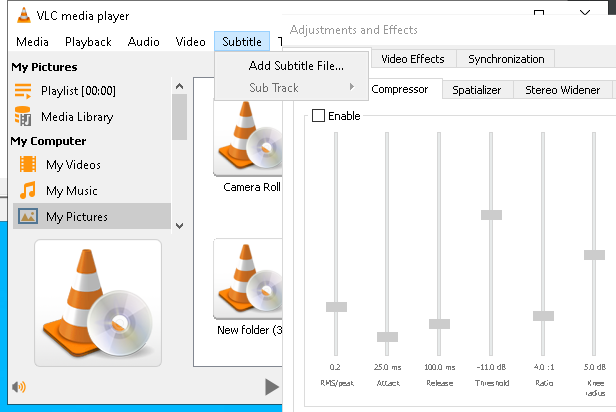 VLC media player
Adjustments and Effects
Media Playback Audio Video Subtitle
Video Effects Synchronization
Add Subtitle File...
Sub Track
My Pictures
Playlist [00:00]
Media Library
My Computer
My Videos
My Music
My Pictures
Camera Roll
New folder (3
Compressor Spatializer Stereo Widener
Enable
0.2 25.0 ms 100.0 ms -11.0 dB 4.0 :1 5.0 dB
RMS/peak Attack Release Threshold Ratio Knee
radius